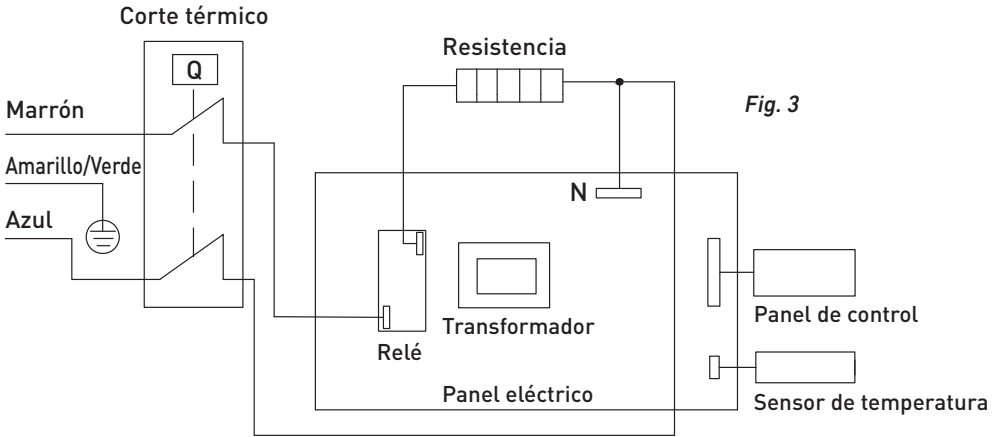 Corte térmico
Q
Resistencia
Fig. 3
Marrón
Amarillo/Verde
Azul
N
Transformador
Relé
Panel eléctrico
Panel de control
Sensor de temperatura